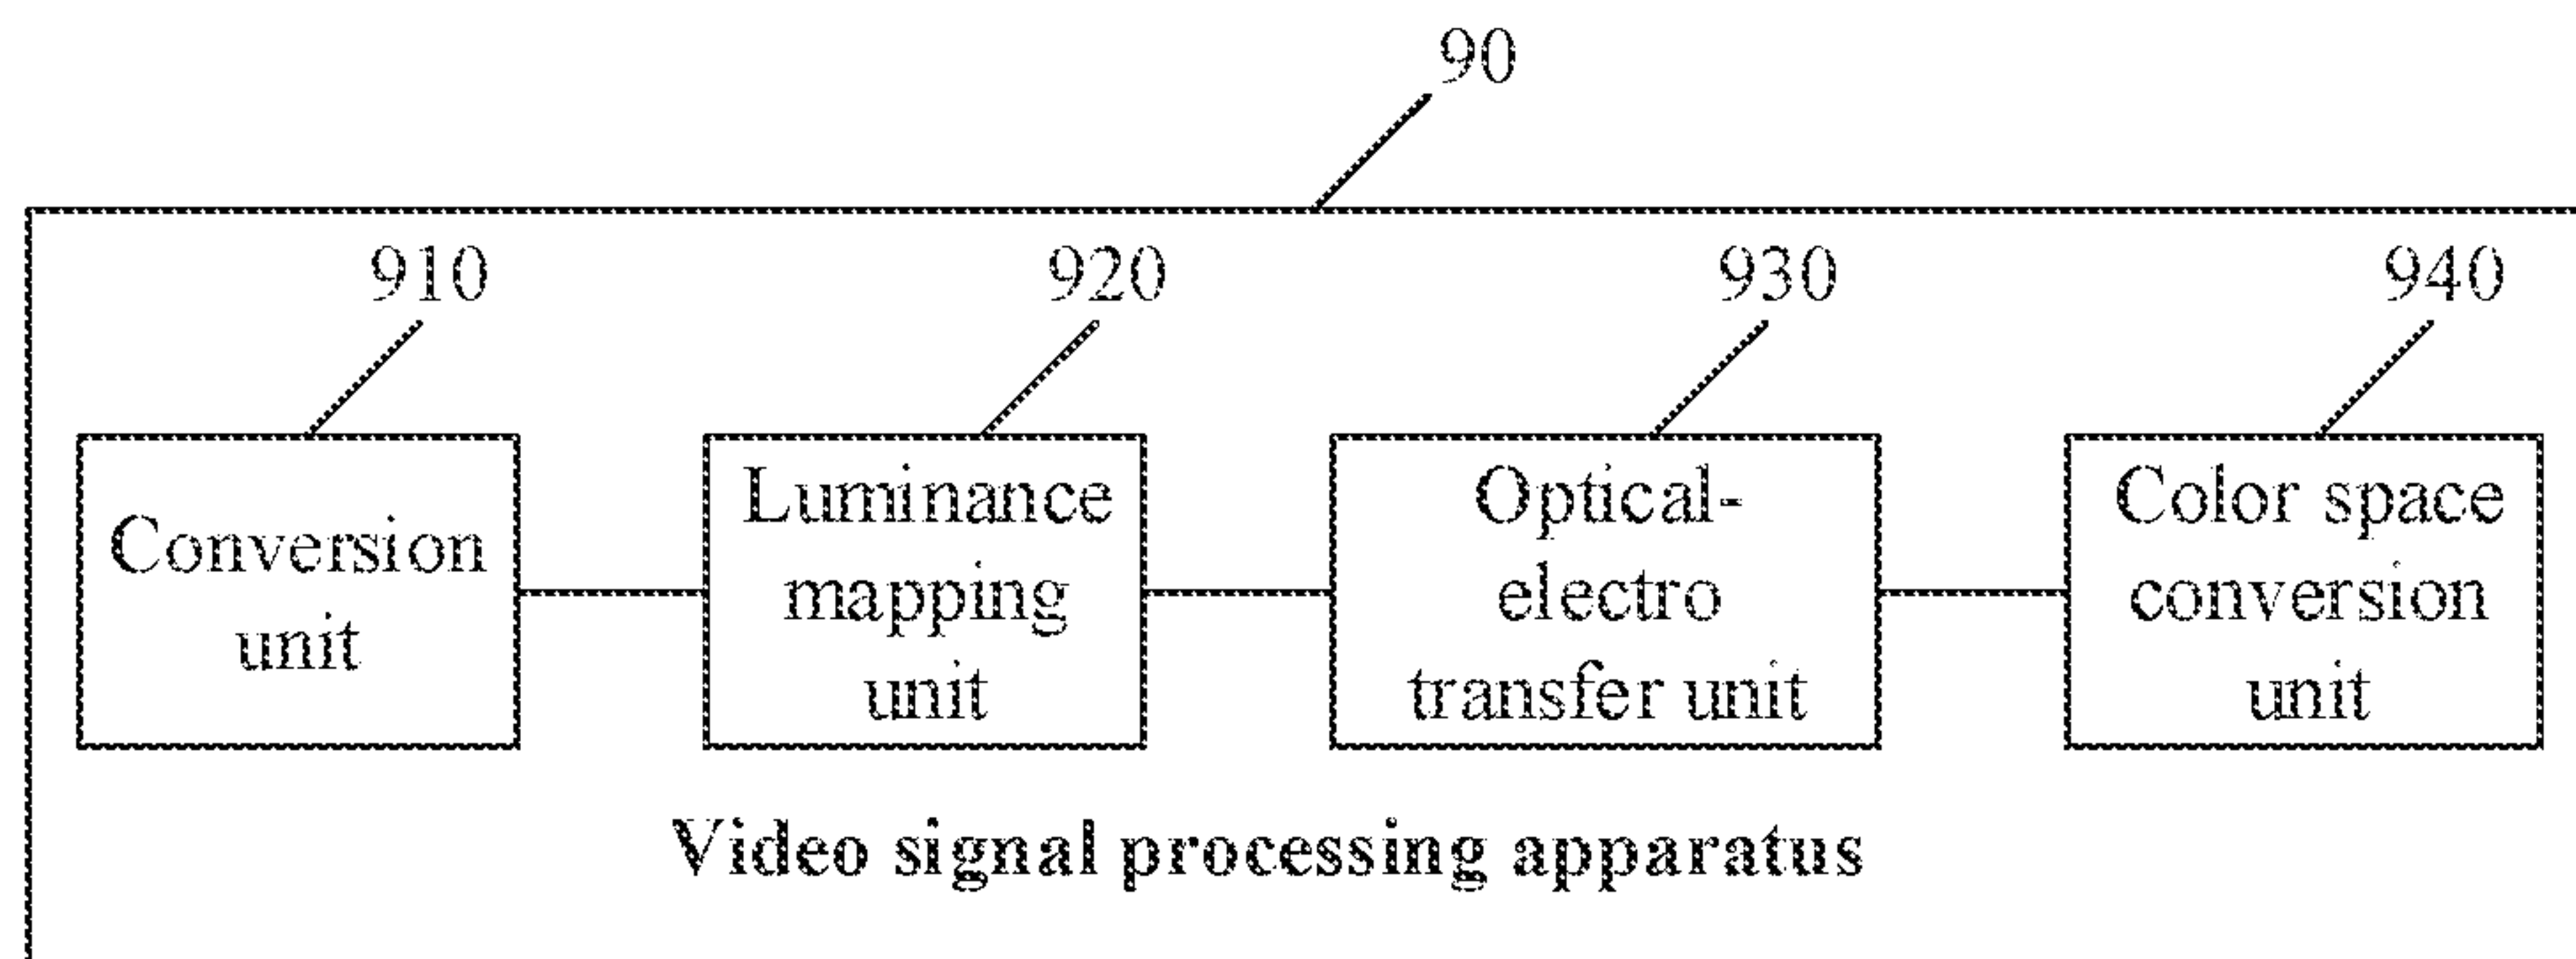 90
910
920
930
940
Conversion
unit
Luminance
mapping
unit
Optical-
electro
transfer unit
Color space
conversion
unit
Video signal processing apparatus